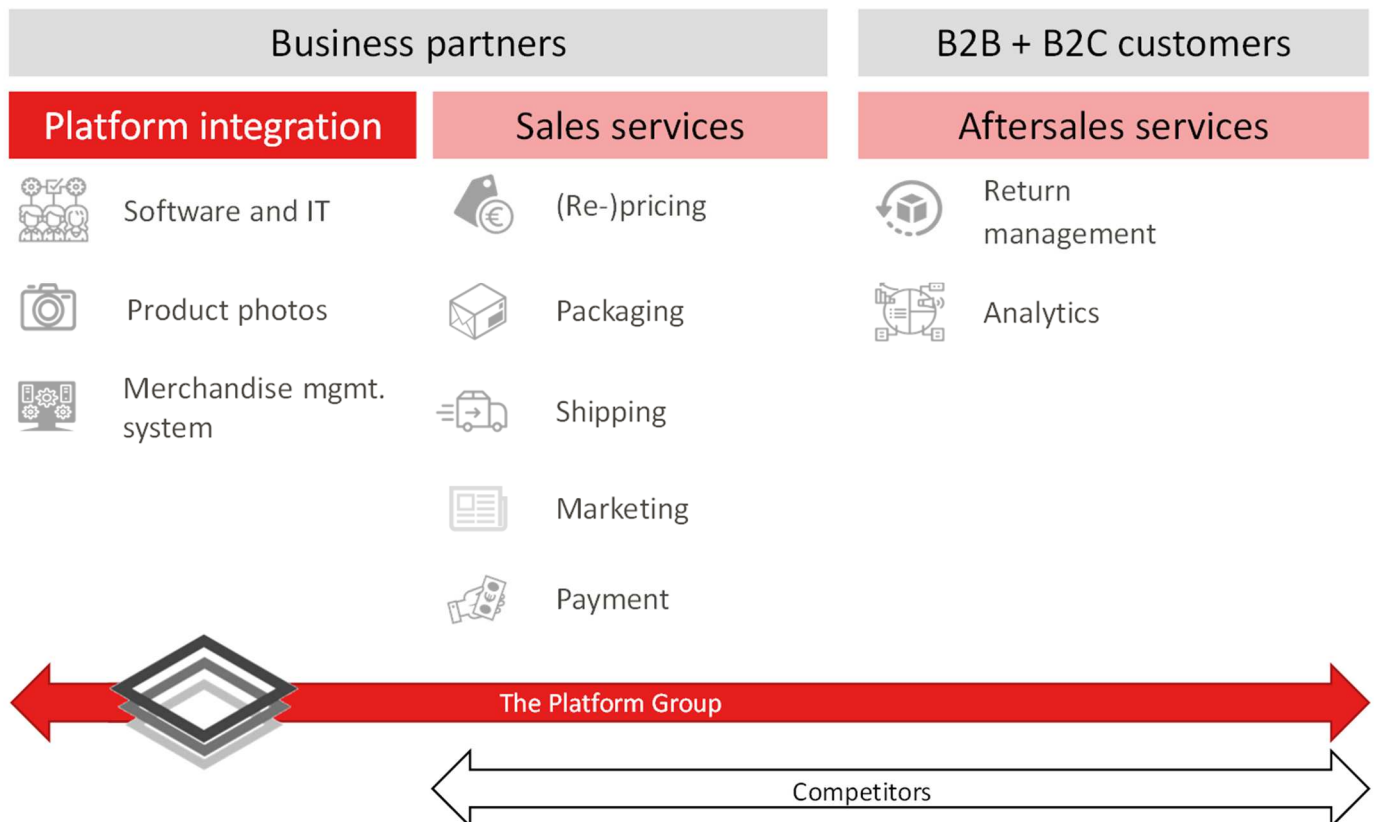 Business partners
B2B + B2C customers
Platform integration
Sales services
Aftersales services
Software and IT
Product photos
Merchandise mgmt.
system
(Re-)pricing
Packaging
Shipping
Marketing
Payment
Return
management
Analytics
The Platform Group
Competitors